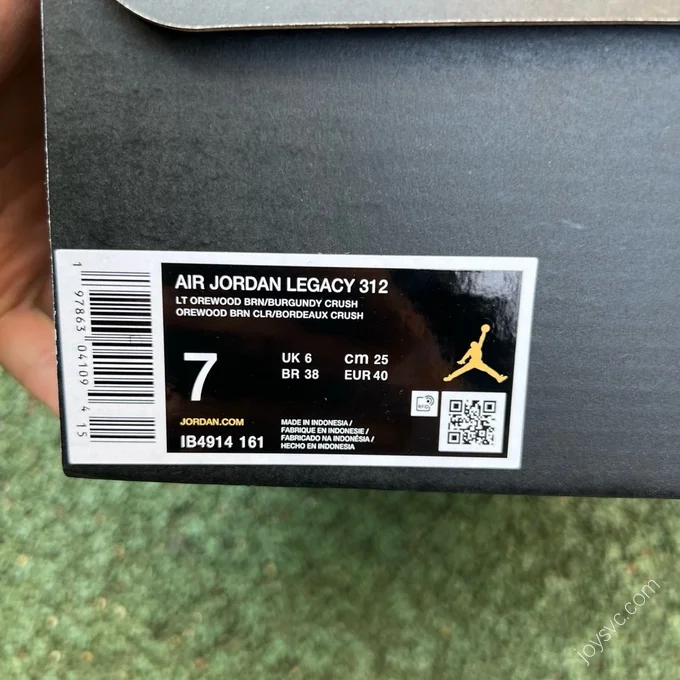 AIR JORDAN LEGACY 312
LT OREWOOD BRN/BURGUNDY CRUSH
OREWOOD BRN CLR/BORDEAUX CRUSH
7
UK 6 cm 25
BR 38 EUR 40
JORDAN.COM
IB4914 161
MADE IN INDONESIA/
FABRIQUE EN INDONESIE/
FABRICADO NA INDONÉSIA/
HECHO EN INDONESIA
RFID
1 97863 04109 4 15
joysvc.com